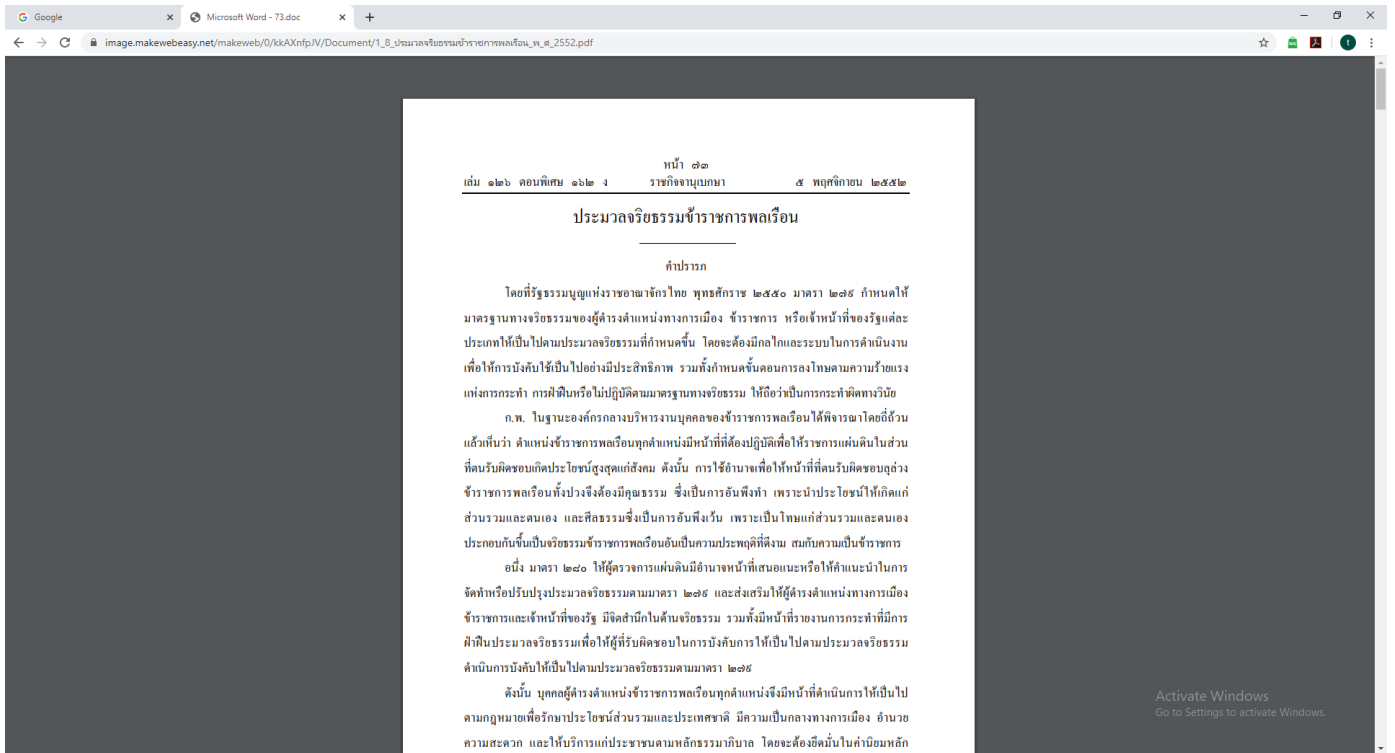 Google
Microsoft Word - 73.doc
image.makewebeasy.net/makeweb/0/kkAXnfpJV/Document/1_8_ประมวลจริยธรรมข้าราชการพลเรือน_พ_ศ_2552.pdf
หน้า ๗๓
เล่ม ๑๒๖ ตอนพิเศษ ๑๖๒ ง ราชกิจจานุเบกษา ๕ พฤศจิกายน ๒๕๕๒
ประมวลจริยธรรมข้าราชการพลเรือน
คำปรารภ
โดยที่รัฐธรรมนูญแห่งราชอาณาจักรไทย พุทธศักราช ๒๕๕๐ มาตรา ๒๗๙ กำหนดให้
มาตรฐานทางจริยธรรมของผู้ดำรงตำแหน่งทางการเมือง ข้าราชการ หรือเจ้าหน้าที่ของรัฐแต่ละ
ประเภทให้เป็นไปตามประมวลจริยธรรมที่กำหนดขึ้น โดยจะต้องมีกลไกและระบบในการดำเนินงาน
เพื่อให้การบังคับใช้เป็นไปอย่างมีประสิทธิภาพ รวมทั้งกำหนดขั้นตอนการลงโทษตามความร้ายแรง
แห่งการกระทำ การฝ่าฝืนหรือไม่ปฏิบัติตามมาตรฐานทางจริยธรรม ให้ถือว่าเป็นการกระทำผิดทางวินัย
ก.พ. ในฐานะองค์กรกลางบริหารงานบุคคลของข้าราชการพลเรือนได้พิจารณาโดยถี่ถ้วน
แล้วเห็นว่า ตำแหน่งข้าราชการพลเรือนทุกตำแหน่งมีหน้าที่ที่ต้องปฏิบัติเพื่อให้ราชการแผ่นดินในส่วน
ที่ตนรับผิดชอบเกิดประโยชน์สูงสุดแก่สังคม ดังนั้น การใช้อำนาจเพื่อให้หน้าที่ที่ตนรับผิดชอบลุล่วง
ข้าราชการพลเรือนทั้งปวงจึงต้องมีคุณธรรม ซึ่งเป็นการอันพึงทำ เพราะนำประโยชน์ให้เกิดแก่
ส่วนรวมและตนเอง และศีลธรรมซึ่งเป็นการอันพึงเว้น เพราะเป็นโทษแก่ส่วนรวมและตนเอง
ประกอบกันขึ้นเป็นจริยธรรมข้าราชการพลเรือนอันเป็นความประพฤติที่ดีงาม สมกับความเป็นข้าราชการ
อนึ่ง มาตรา ๒๘๐ ให้ผู้ตรวจการแผ่นดินมีอำนาจหน้าที่เสนอแนะหรือให้คำแนะนำในการ
จัดทำหรือปรับปรุงประมวลจริยธรรมตามมาตรา ๒๗๙ และส่งเสริมให้ผู้ดำรงตำแหน่งทางการเมือง
ข้าราชการและเจ้าหน้าที่ของรัฐ มีจิตสำนึกในด้านจริยธรรม รวมทั้งมีหน้าที่รายงานการกระทำที่มีการ
ฝ่าฝืนประมวลจริยธรรมเพื่อให้ผู้ที่รับผิดชอบในการบังคับการให้เป็นไปตามประมวลจริยธรรม
ดำเนินการบังคับให้เป็นไปตามประมวลจริยธรรมตามมาตรา ๒๗๙
ดังนั้น บุคคลผู้ดำรงตำแหน่งข้าราชการพลเรือนทุกตำแหน่งจึงมีหน้าที่ดำเนินการให้เป็นไป
ตามกฎหมายเพื่อรักษาประโยชน์ส่วนรวมและประเทศชาติ มีความเป็นกลางทางการเมือง อำนวย
ความสะดวก และให้บริการแก่ประชาชนตามหลักธรรมาภิบาล โดยจะต้องยึดมั่นในค่านิยมหลัก
Activate Windows
Go to Settings to activate Windows.